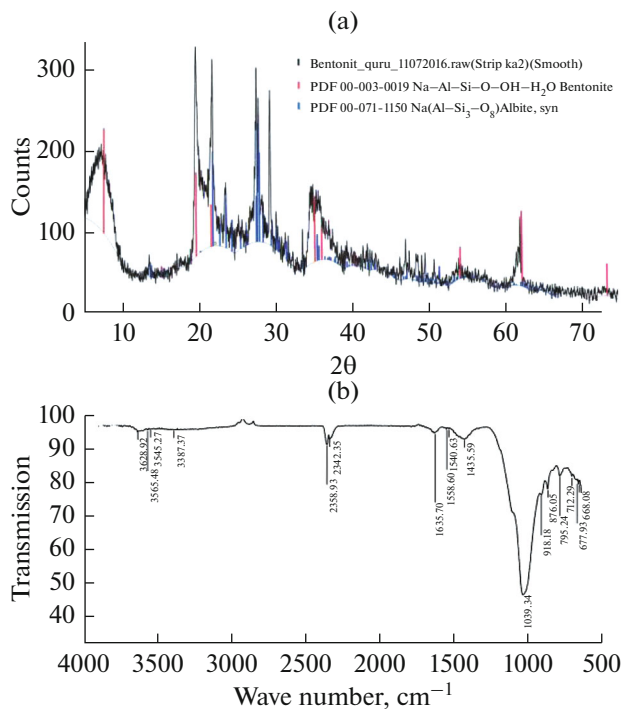 (a)
Bentonit_quru_11072016.raw(Strip ka2)(Smooth)
PDF 00-003-0019 Na–Al–Si–O–OH–H₂O Bentonite
PDF 00-071-1150 Na(Al–Si₃–O₈)Albite, syn
Counts
300
200
100
0
10 20 30 40 50 60 70
2θ
(b)
Transmission
100
90
80
70
60
50
40
3628.92
3565.48
3545.27
3387.37
2358.93
2342.35
1635.70
1558.60
1540.63
1435.59
1039.34
918.18
876.05
795.24
712.29
677.93
668.08
4000 3500 3000 2500 2000 1500 1000 500
Wave number, cm⁻¹